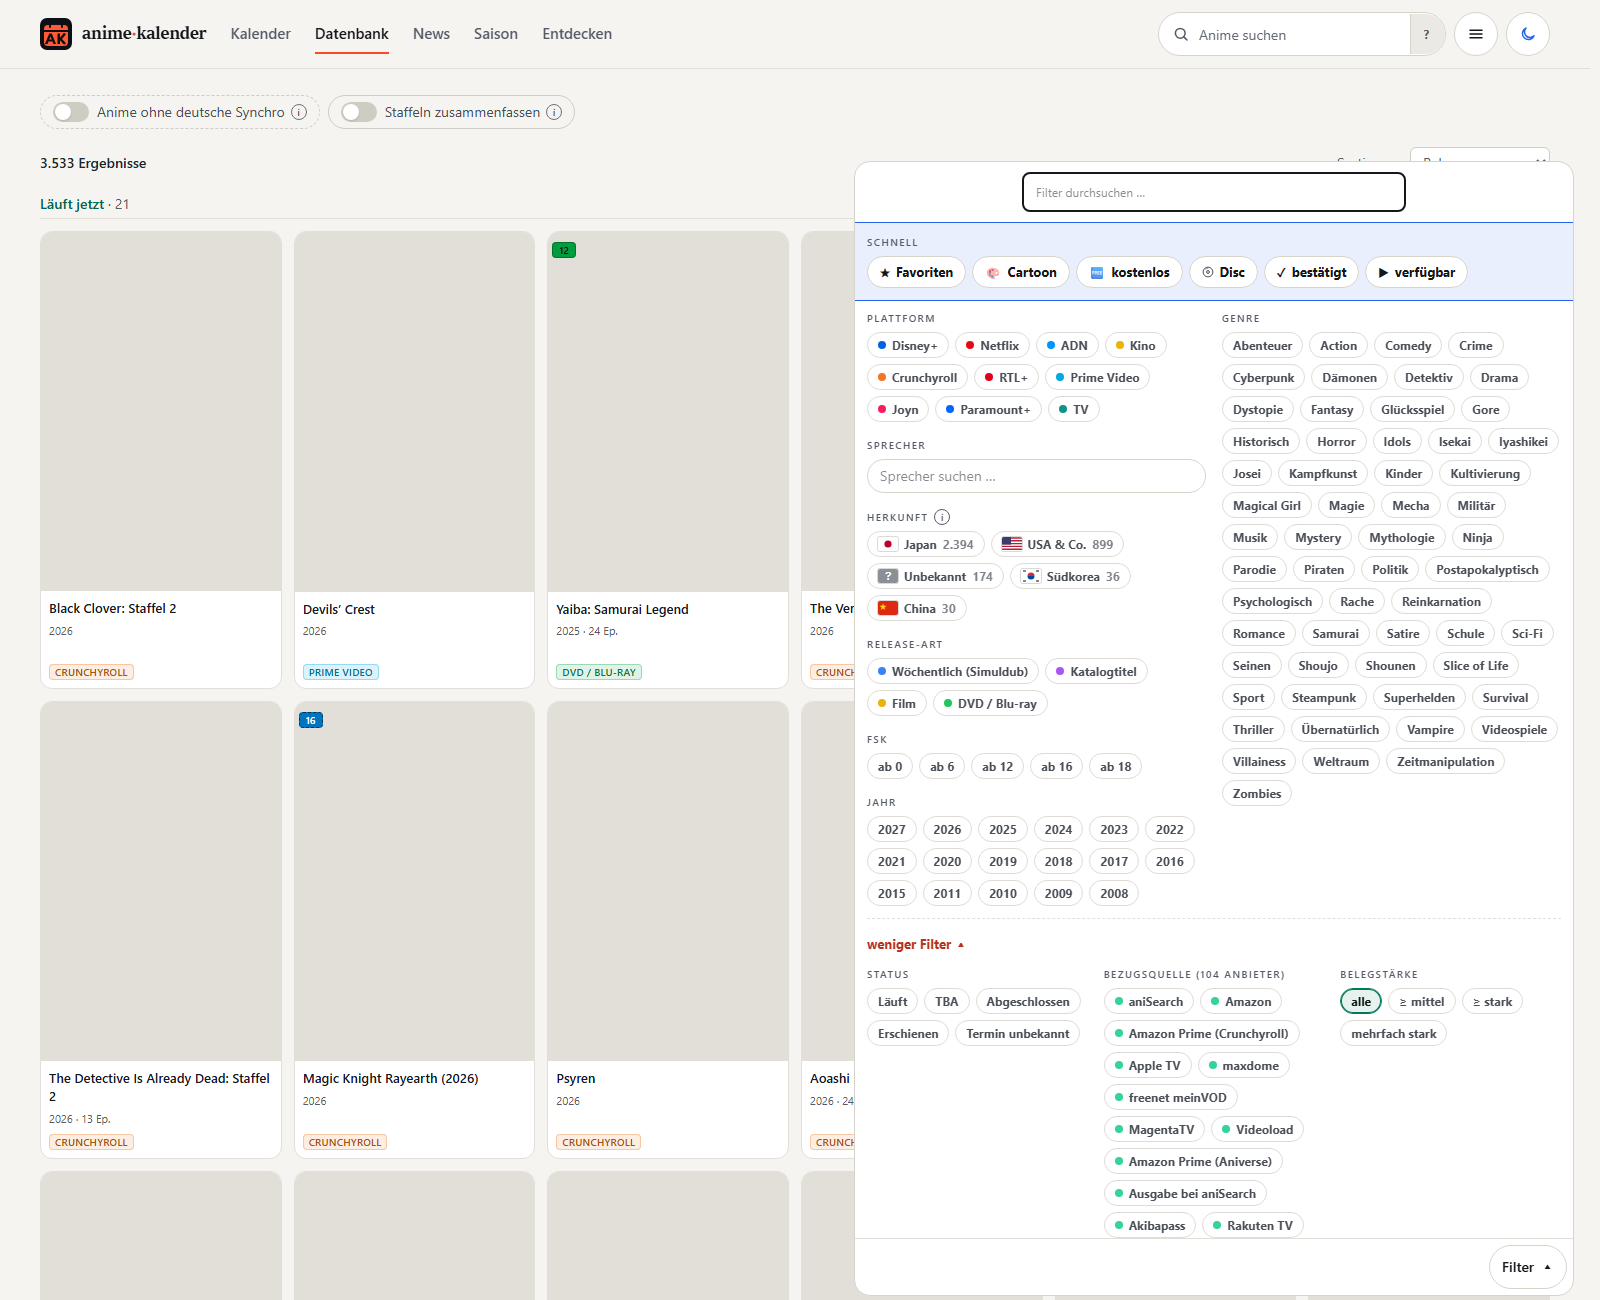 anime·kalender Kalender Datenbank News Saison Entdecken Anime suchen ?
Anime ohne deutsche Synchro i Staffeln zusammenfassen i
3.533 Ergebnisse
Läuft jetzt · 21
12
Black Clover: Staffel 2
2026
CRUNCHYROLL
Devils' Crest
2026
PRIME VIDEO
Yaiba: Samurai Legend
2025 · 24 Ep.
DVD / BLU-RAY
2026
16
The Detective Is Already Dead: Staffel
2
2026 · 13 Ep.
CRUNCHYROLL
Magic Knight Rayearth (2026)
2026
CRUNCHYROLL
Psyren
2026
CRUNCHYROLL
Aoashi
2026 · 24
Filter durchsuchen ...
SCHNELL
★ Favoriten Cartoon kostenlos Disc ✓ bestätigt ▶ verfügbar
PLATTFORM
Disney+ Netflix ADN Kino
Crunchyroll RTL+ Prime Video
Joyn Paramount+ TV
SPRECHER
Sprecher suchen ...
HERKUNFT i
Japan 2.394 USA & Co. 899
? Unbekannt 174 Südkorea 36
China 30
RELEASE-ART
Wöchentlich (Simuldub) Katalogtitel
Film DVD / Blu-ray
FSK
ab 0 ab 6 ab 12 ab 16 ab 18
JAHR
2027 2026 2025 2024 2023 2022
2021 2020 2019 2018 2017 2016
2015 2011 2010 2009 2008
GENRE
Abenteuer Action Comedy Crime
Cyberpunk Dämonen Detektiv Drama
Dystopie Fantasy Glücksspiel Gore
Historisch Horror Idols Isekai Iyashikei
Josei Kampfkunst Kinder Kultivierung
Magical Girl Magie Mecha Militär
Musik Mystery Mythologie Ninja
Parodie Piraten Politik Postapokalyptisch
Psychologisch Rache Reinkarnation
Romance Samurai Satire Schule Sci-Fi
Seinen Shoujo Shounen Slice of Life
Sport Steampunk Superhelden Survival
Thriller Übernatürlich Vampire Videospiele
Villainess Weltraum Zeitmanipulation
Zombies
weniger Filter ▲
STATUS
Läuft TBA Abgeschlossen
Erschienen Termin unbekannt
BEZUGSQUELLE (104 ANBIETER)
aniSearch Amazon
Amazon Prime (Crunchyroll)
Apple TV maxdome
freenet meinVOD
MagentaTV Videoload
Amazon Prime (Aniverse)
Ausgabe bei aniSearch
Akibapass Rakuten TV
BELEGSTÄRKE
alle ≥ mittel ≥ stark
mehrfach stark
Filter ▲